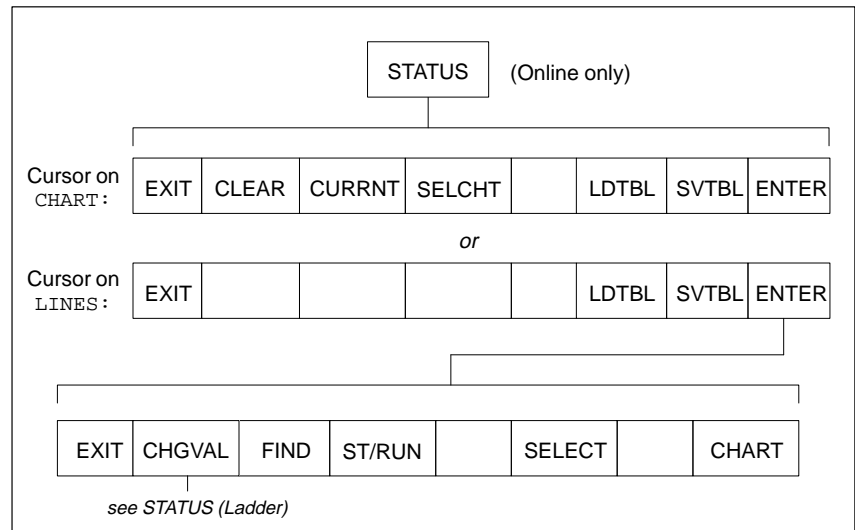 STATUS (Online only)
Cursor on
CHART:
EXIT CLEAR CURRNT SELCHT LDTBL SVTBL ENTER
or
Cursor on
LINES:
EXIT LDTBL SVTBL ENTER
EXIT CHGVAL FIND ST/RUN SELECT CHART
see STATUS (Ladder)